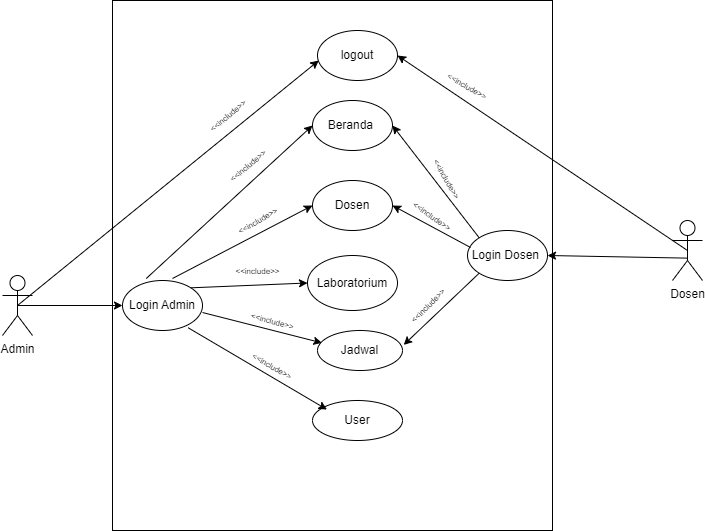 logout
<<include>>
<<include>>
Beranda
<<include>>
<<include>>
Dosen
<<include>>
<<include>>
Login Dosen
Dosen
<<include>>
Laboratorium
Login Admin
<<include>>
<<include>>
Admin
Jadwal
<<include>>
User